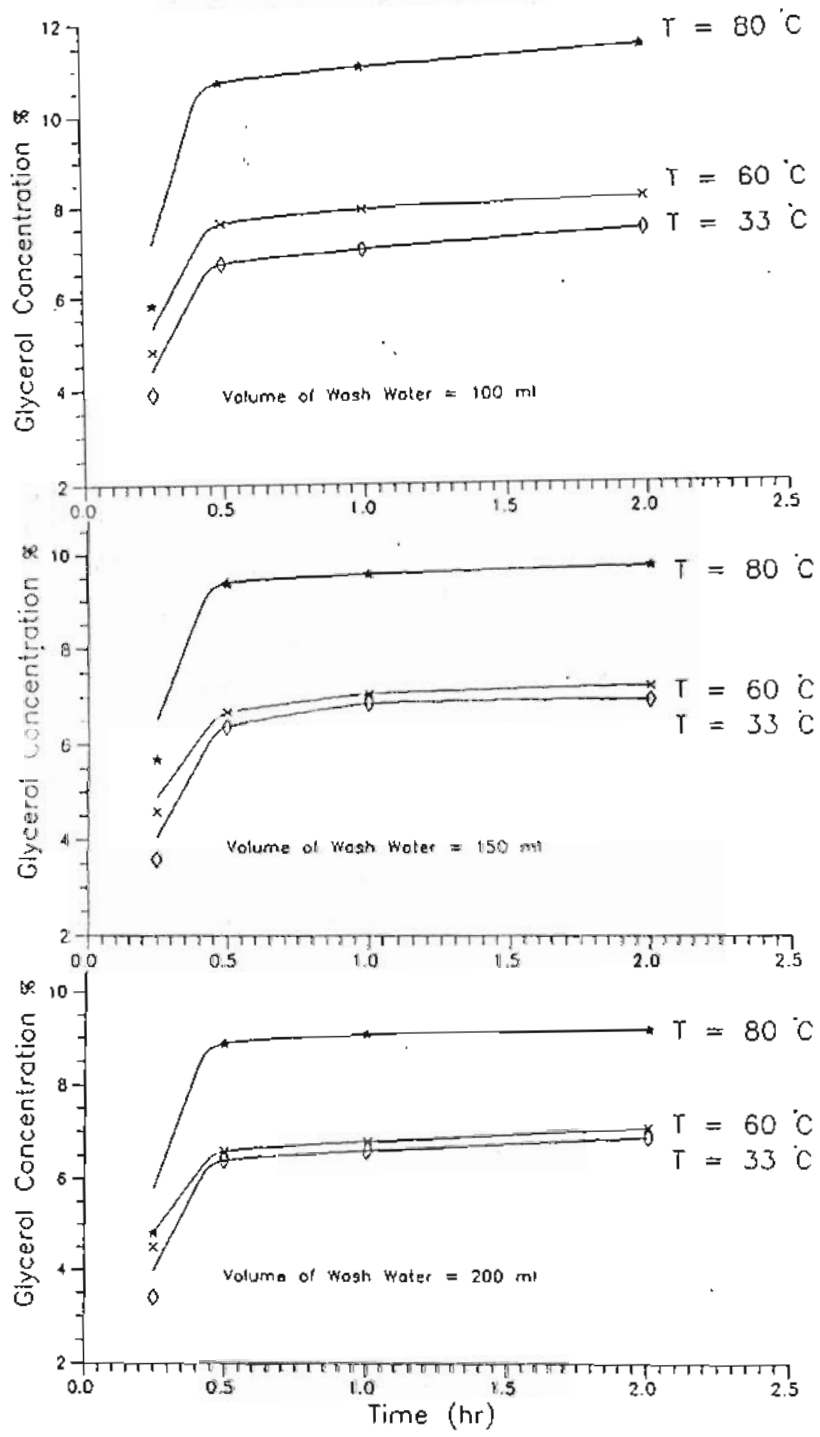 Glycerol Concentration %
12
10
8
6
4
2
T = 80 °C
T = 60 °C
T = 33 °C
Volume of Wash Water = 100 ml
0.0 0.5 1.0 1.5 2.0 2.5
Glycerol Concentration %
10
8
6
4
2
T = 80 °C
T = 60 °C
T = 33 °C
Volume of Wash Water = 150 ml
0.0 0.5 1.0 1.5 2.0 2.5
Glycerol Concentration %
10
8
6
4
2
T = 80 °C
T = 60 °C
T = 33 °C
Volume of Wash Water = 200 ml
0.0 0.5 1.0 1.5 2.0 2.5
Time (hr)